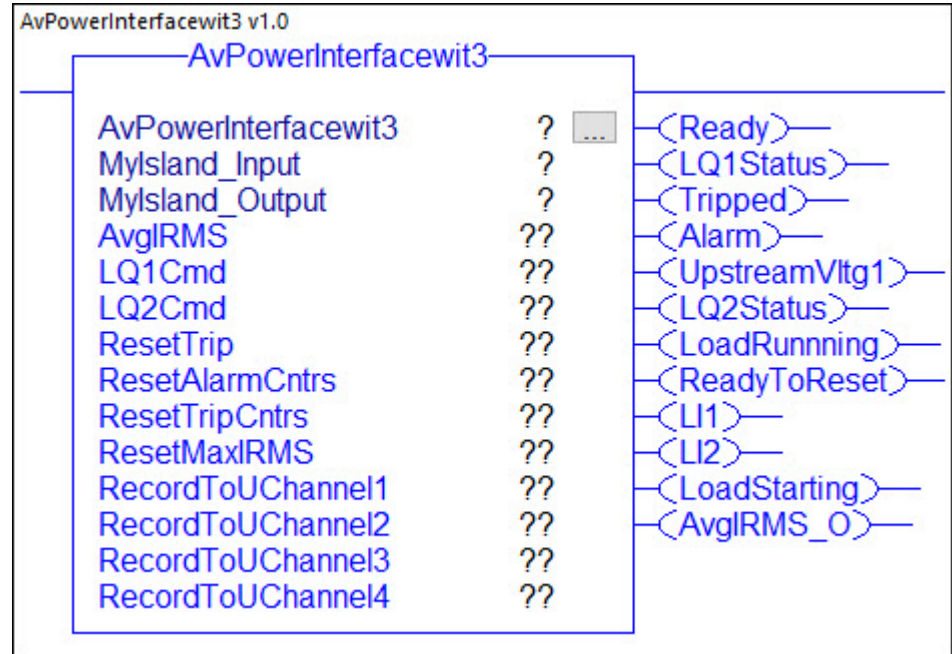 AvPowerInterfacewit3 v1.0
AvPowerInterfacewit3
AvPowerInterfacewit3 ? ... Ready
MyIsland_Input ? LQ1Status
MyIsland_Output ? Tripped
AvgIRMS ?? Alarm
LQ1Cmd ?? UpstreamVltg1
LQ2Cmd ?? LQ2Status
ResetTrip ?? LoadRunnning
ResetAlarmCntrs ?? ReadyToReset
ResetTripCntrs ?? LI1
ResetMaxIRMS ?? LI2
RecordToUChannel1 ?? LoadStarting
RecordToUChannel2 ?? AvgIRMS_O
RecordToUChannel3 ??
RecordToUChannel4 ??